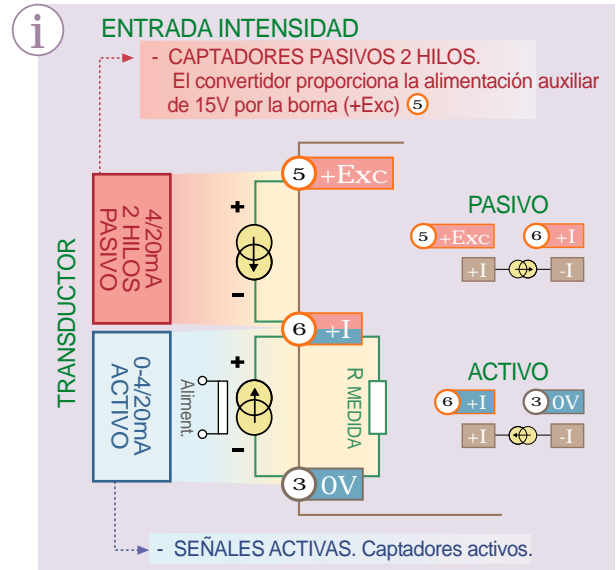 i
ENTRADA INTENSIDAD
- CAPTADORES PASIVOS 2 HILOS.
El convertidor proporciona la alimentación auxiliar
de 15V por la borna (+Exc) 5
TRANSDUCTOR
4/20mA
2 HILOS
PASIVO
+
-
5 +Exc
6 +I
0-4/20mA
ACTIVO
Aliment.
+
-
R MEDIDA
3 0V
PASIVO
5 +Exc 6 +I
+I -I
ACTIVO
6 +I 3 0V
+I -I
- SEÑALES ACTIVAS. Captadores activos.